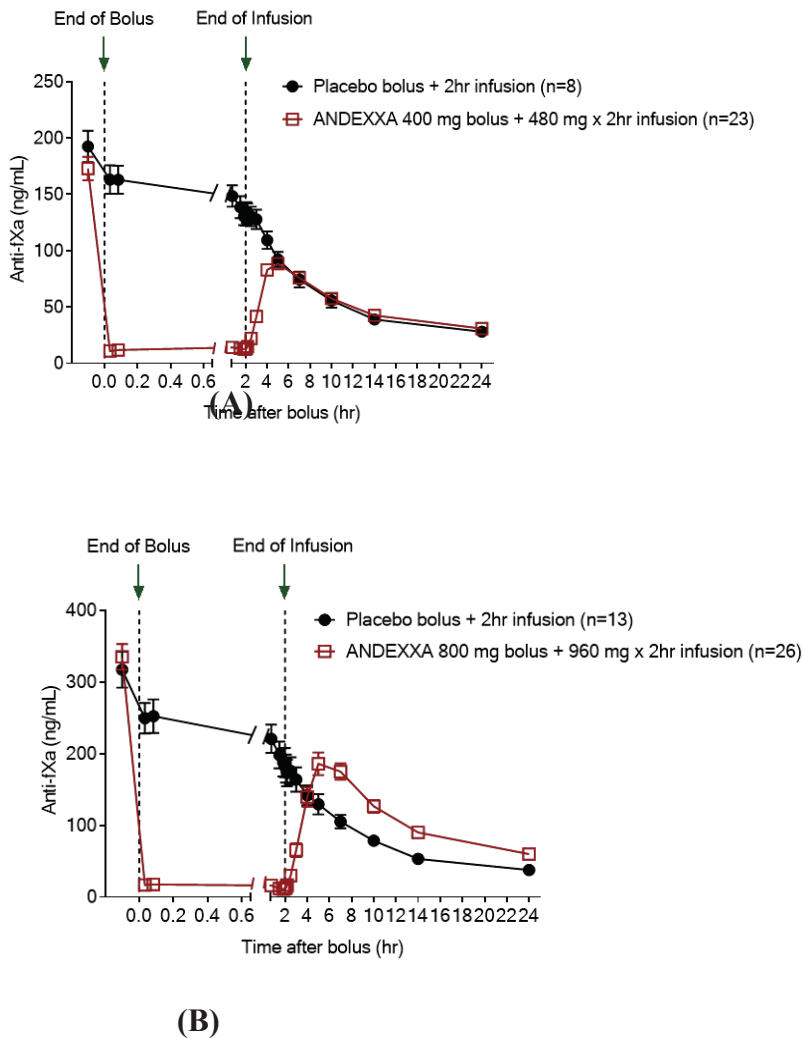 End of Bolus End of Infusion
250
200
150
100
50
0
Anti-fXa (ng/mL)
Placebo bolus + 2hr infusion (n=8)
ANDEXXA 400 mg bolus + 480 mg x 2hr infusion (n=23)
0.0 0.2 0.4 0.6 2 4 6 8 10 12 14 16 18 20 22 24
Time after bolus (hr)
(A)
End of Bolus End of Infusion
400
300
200
100
0
Anti-fXa (ng/mL)
Placebo bolus + 2hr infusion (n=13)
ANDEXXA 800 mg bolus + 960 mg x 2hr infusion (n=26)
0.0 0.2 0.4 0.6 2 4 6 8 10 12 14 16 18 20 22 24
Time after bolus (hr)
(B)